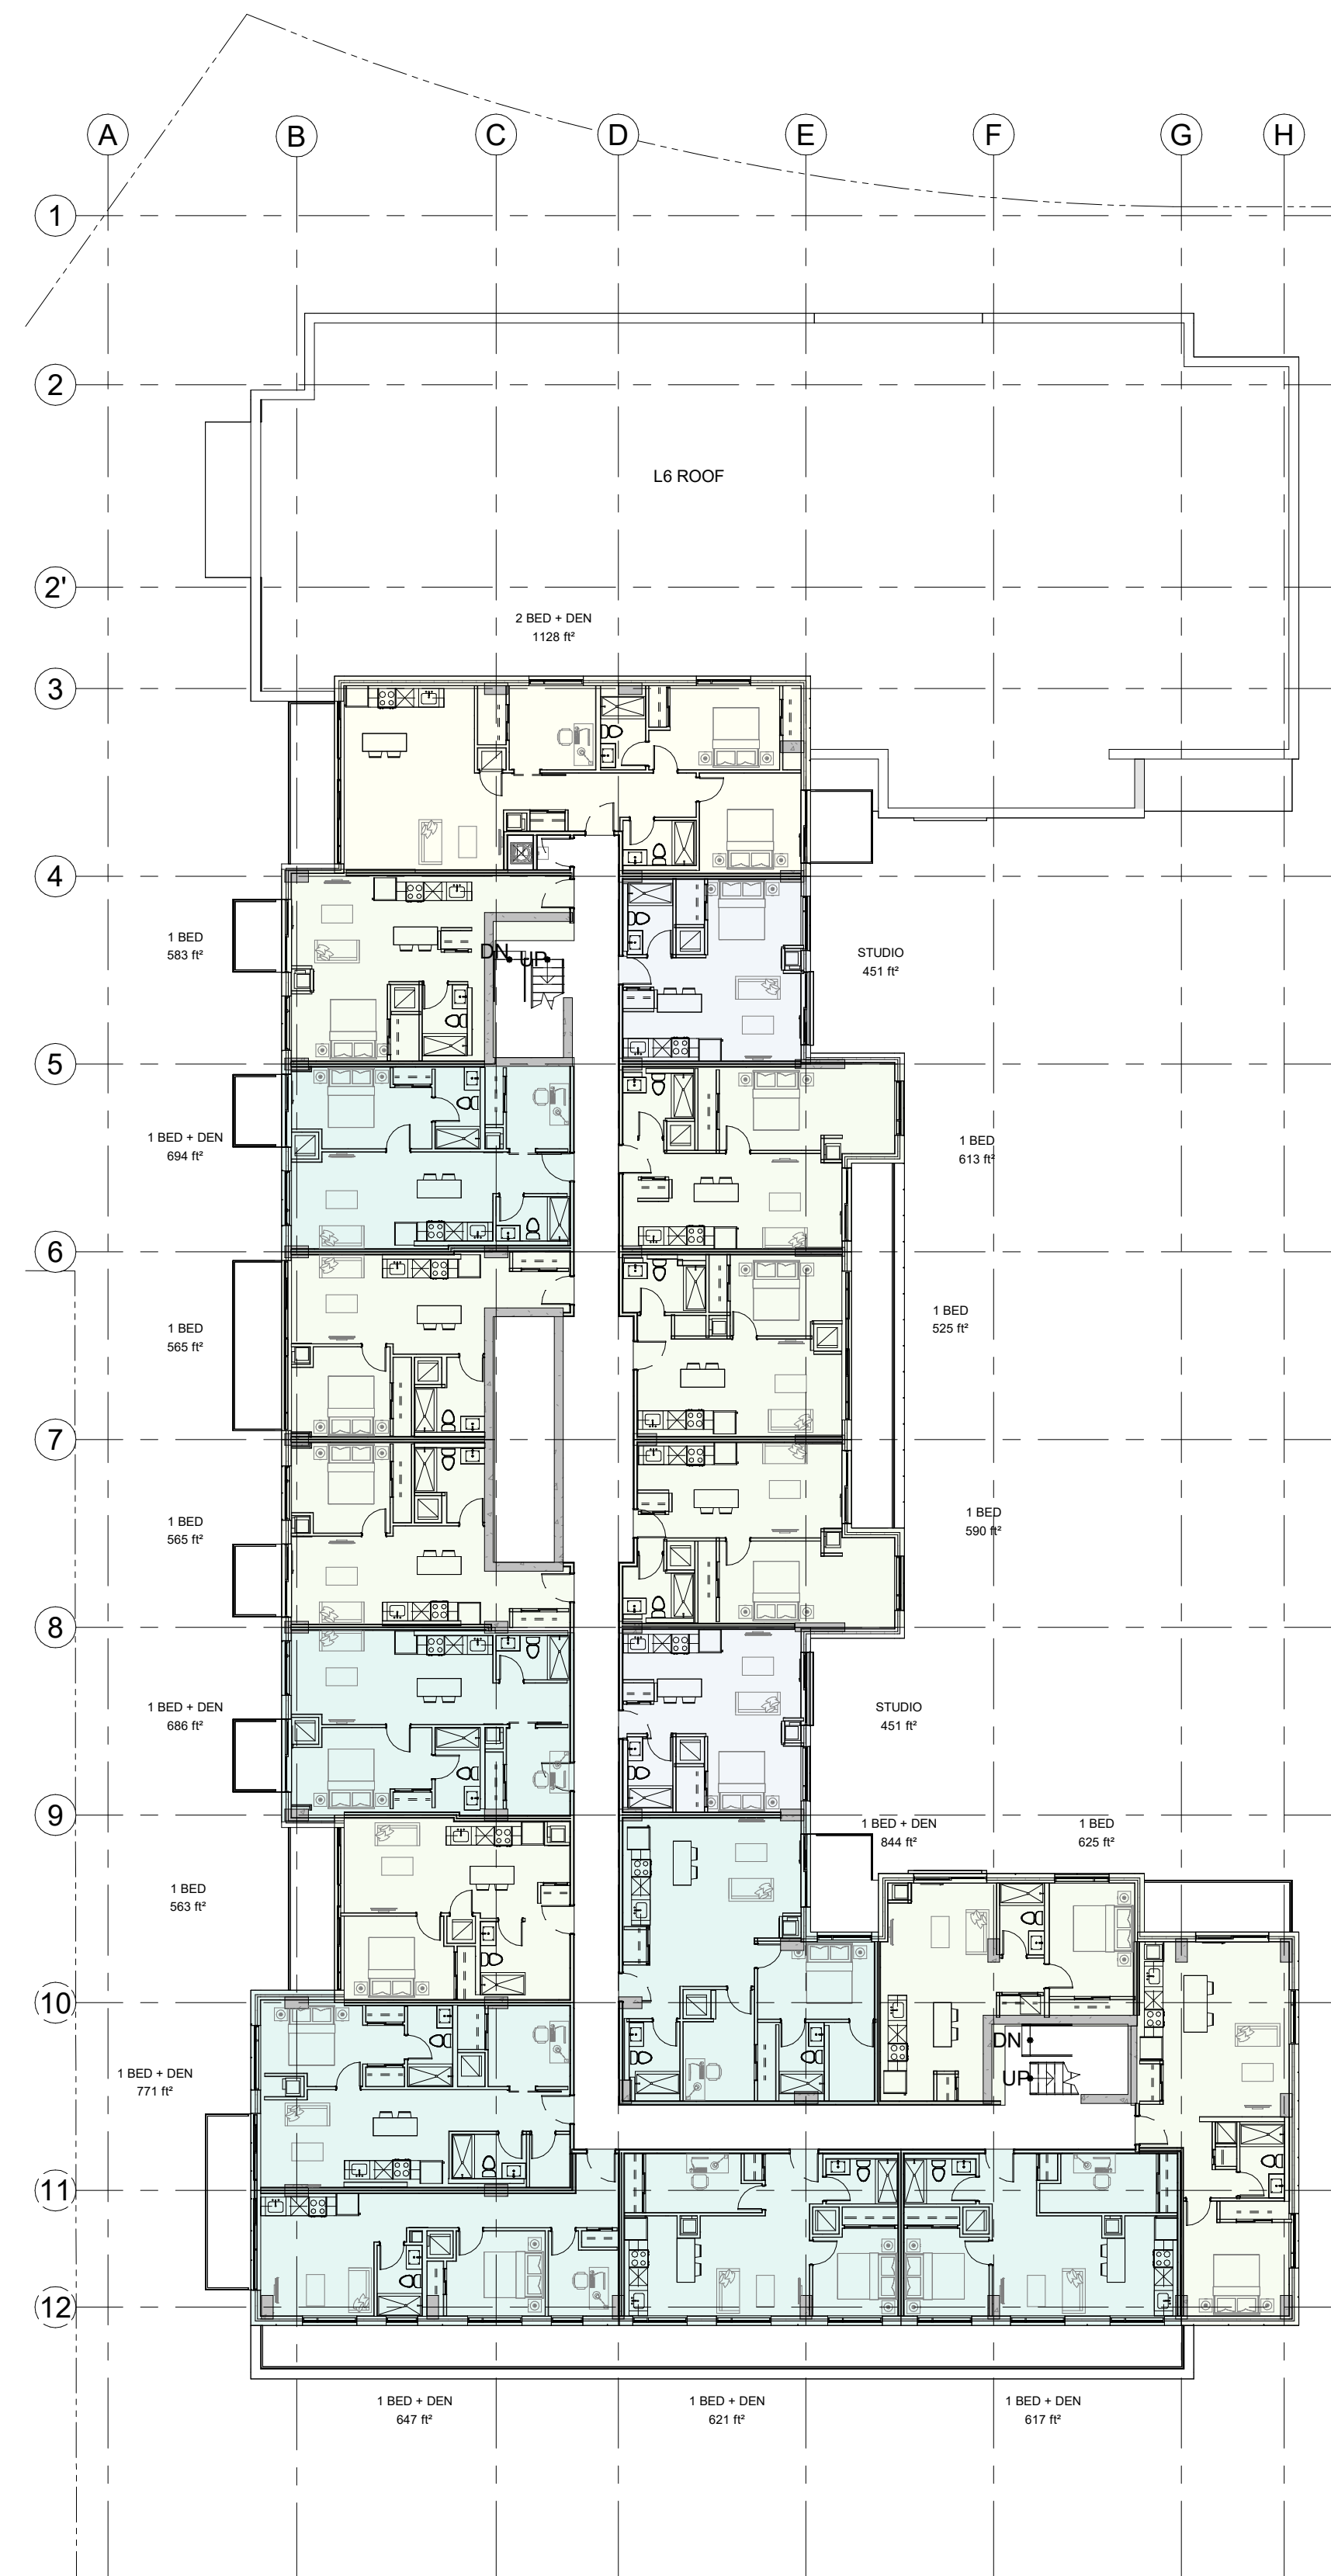 A
B
C
D
E
F
G
H
1
2
L6 ROOF
2'
2 BED + DEN
1128 ft²
3
4
1 BED
583 ft²
DN
UP
STUDIO
451 ft²
5
1 BED + DEN
694 ft²
1 BED
613 ft²
6
1 BED
565 ft²
1 BED
525 ft²
7
1 BED
565 ft²
1 BED
590 ft²
8
1 BED + DEN
686 ft²
STUDIO
451 ft²
9
1 BED + DEN
844 ft²
1 BED
625 ft²
1 BED
563 ft²
10
DN
UP
1 BED + DEN
771 ft²
11
12
1 BED + DEN
647 ft²
1 BED + DEN
621 ft²
1 BED + DEN
617 ft²